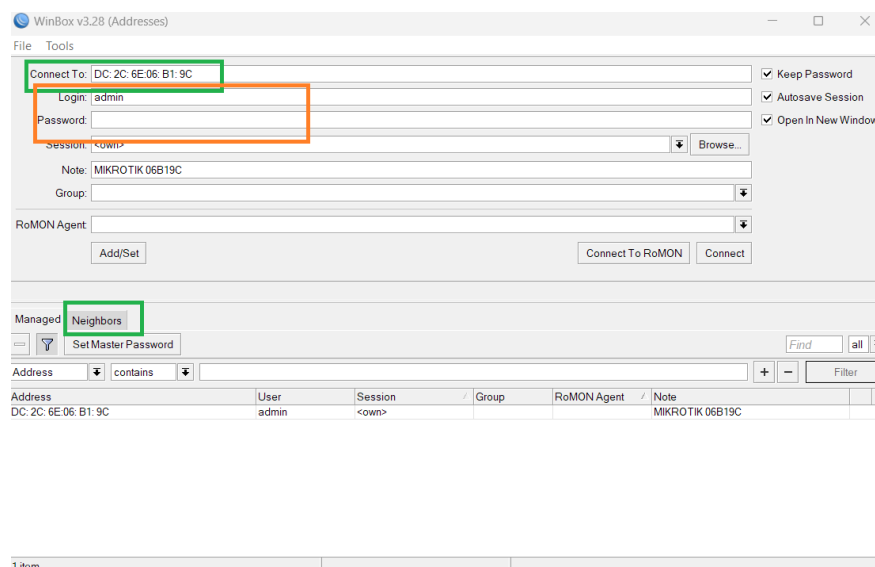 WinBox v3.28 (Addresses)
File Tools
Connect To: DC: 2C: 6E:06: B1: 9C
Keep Password
Login: admin
Autosave Session
Password:
Open In New Window
Session: <own>
Browse...
Note: MIKROTIK 06B19C
Group:
RoMON Agent
Add/Set Connect To RoMON Connect
Managed Neighbors
Set Master Password Find all
Address contains Filter
Address User Session Group RoMON Agent Note
DC: 2C: 6E:06: B1: 9C admin <own> MIKROTIK 06B19C
1 item